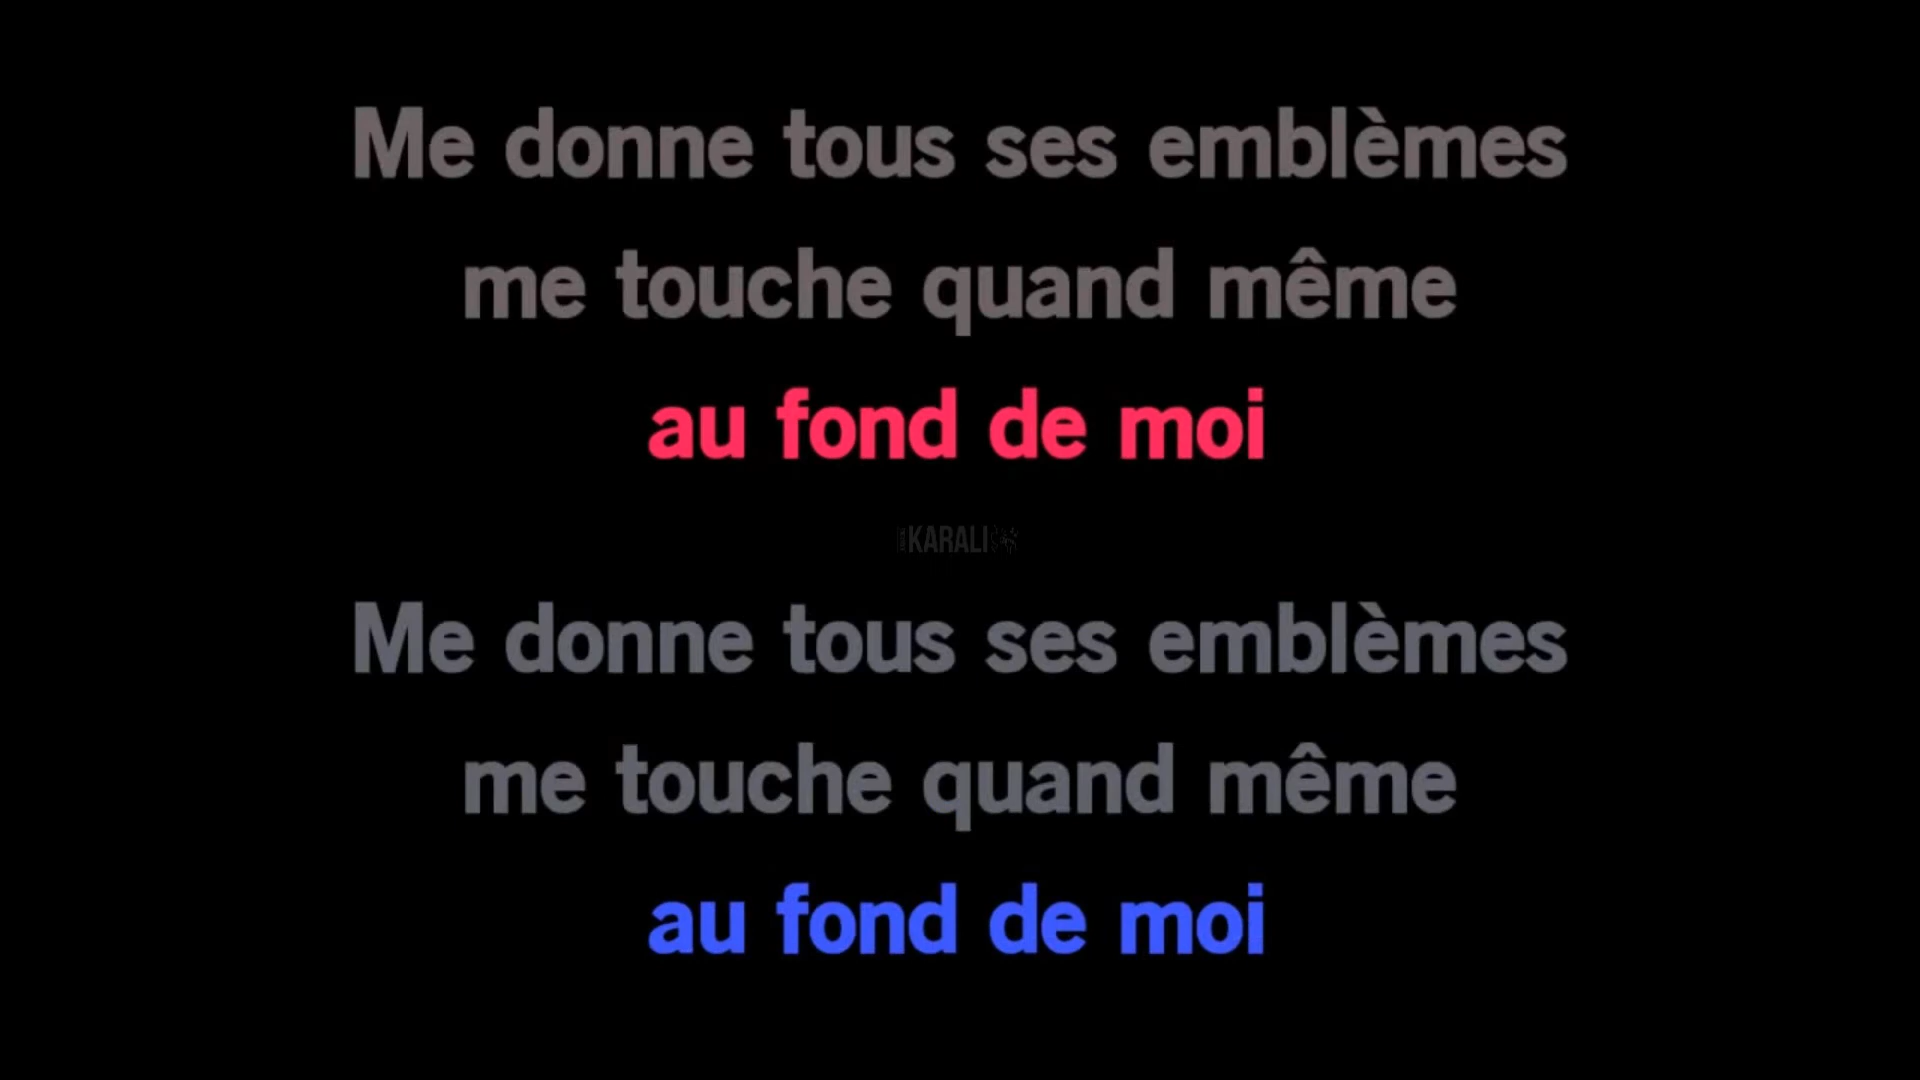 Me donne tous ses emblèmes
me touche quand même
au fond de moi
KARALI
Me donne tous ses emblèmes
me touche quand même
au fond de moi